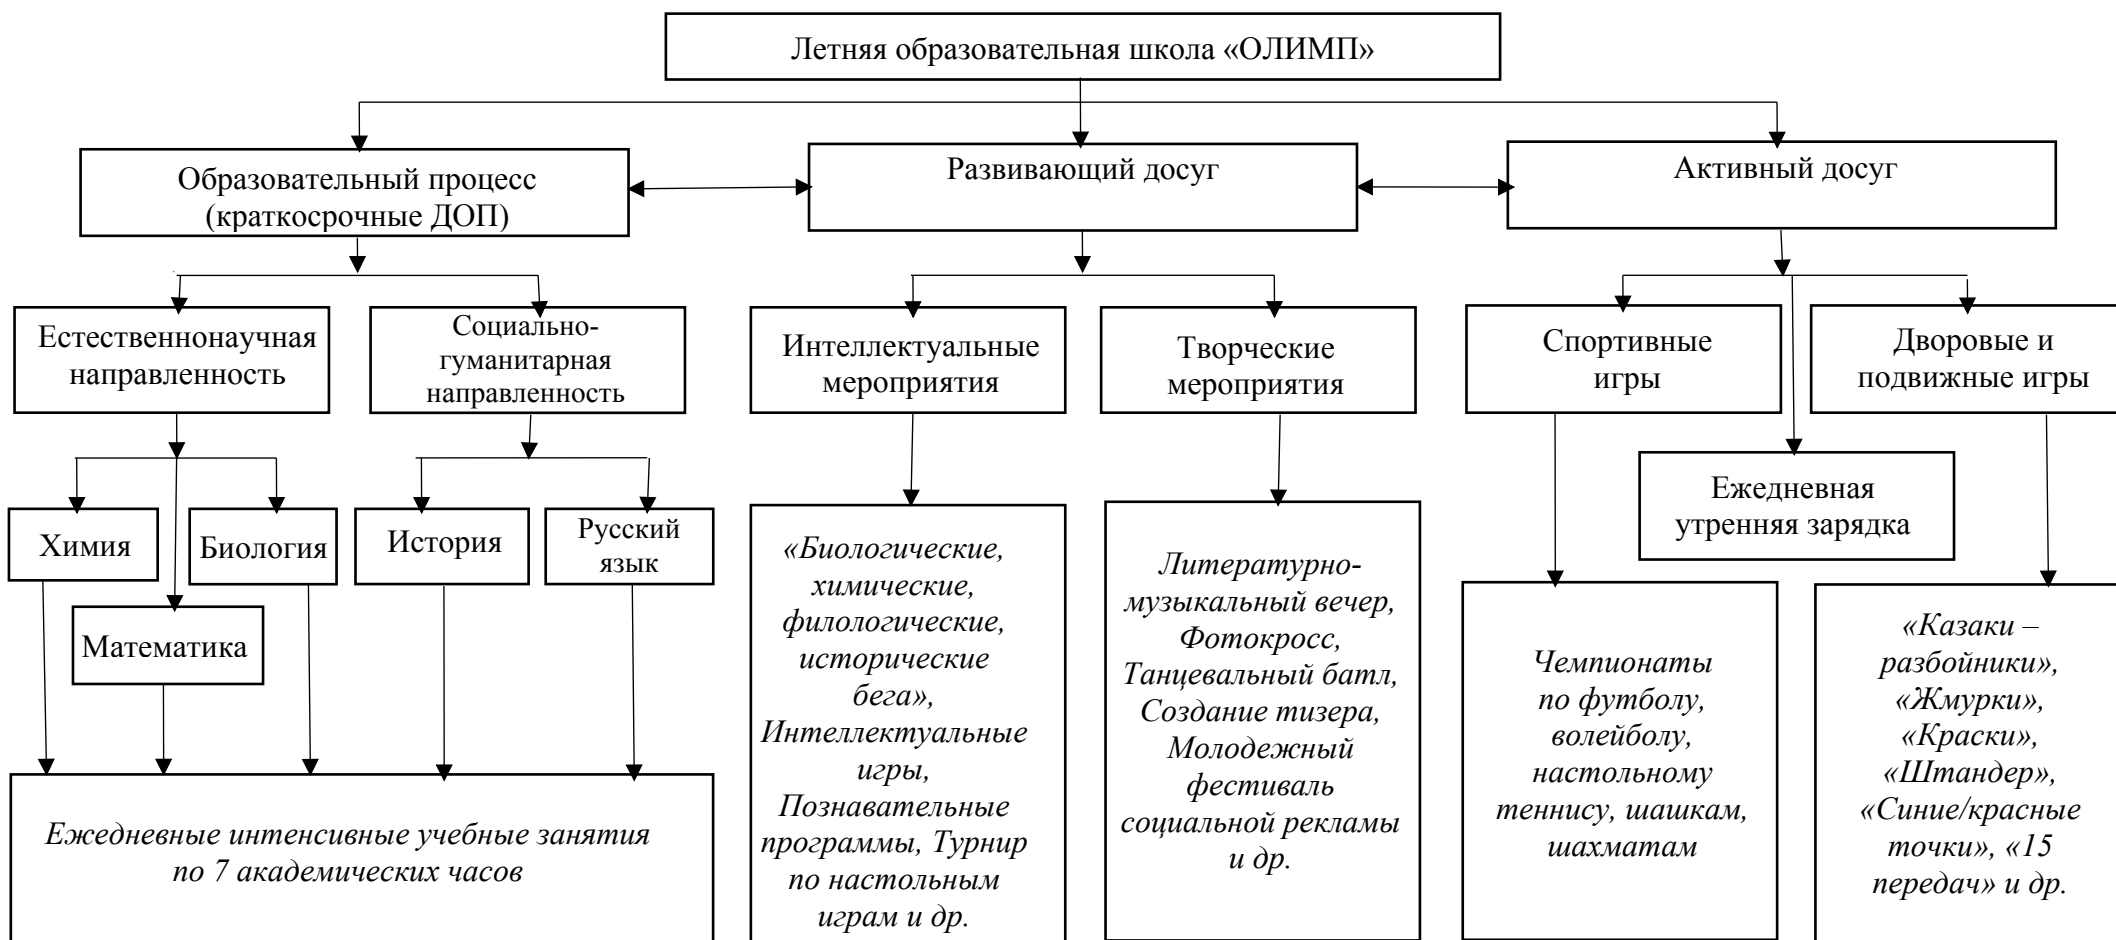 Летняя образовательная школа «ОЛИМП»
Образовательный процесс
(краткосрочные ДОП)
Развивающий досуг
Активный досуг
Естественнонаучная
направленность
Социально-
гуманитарная
направленность
Интеллектуальные
мероприятия
Творческие
мероприятия
Спортивные
игры
Дворовые и
подвижные игры
Ежедневная
утренняя зарядка
Химия
Биология
История
Русский
язык
Математика
Ежедневные интенсивные учебные занятия
по 7 академических часов
«Биологические,
химические,
филологические,
исторические
бега»,
Интеллектуальные
игры,
Познавательные
программы, Турнир
по настольным
играм и др.
Литературно-
музыкальный вечер,
Фотокросс,
Танцевальный батл,
Создание тизера,
Молодежный
фестиваль
социальной рекламы
и др.
Чемпионаты
по футболу,
волейболу,
настольному
теннису, шашкам,
шахматам
«Казаки –
разбойники»,
«Жмурки»,
«Краски»,
«Штандер»,
«Синие/красные
точки», «15
передач» и др.